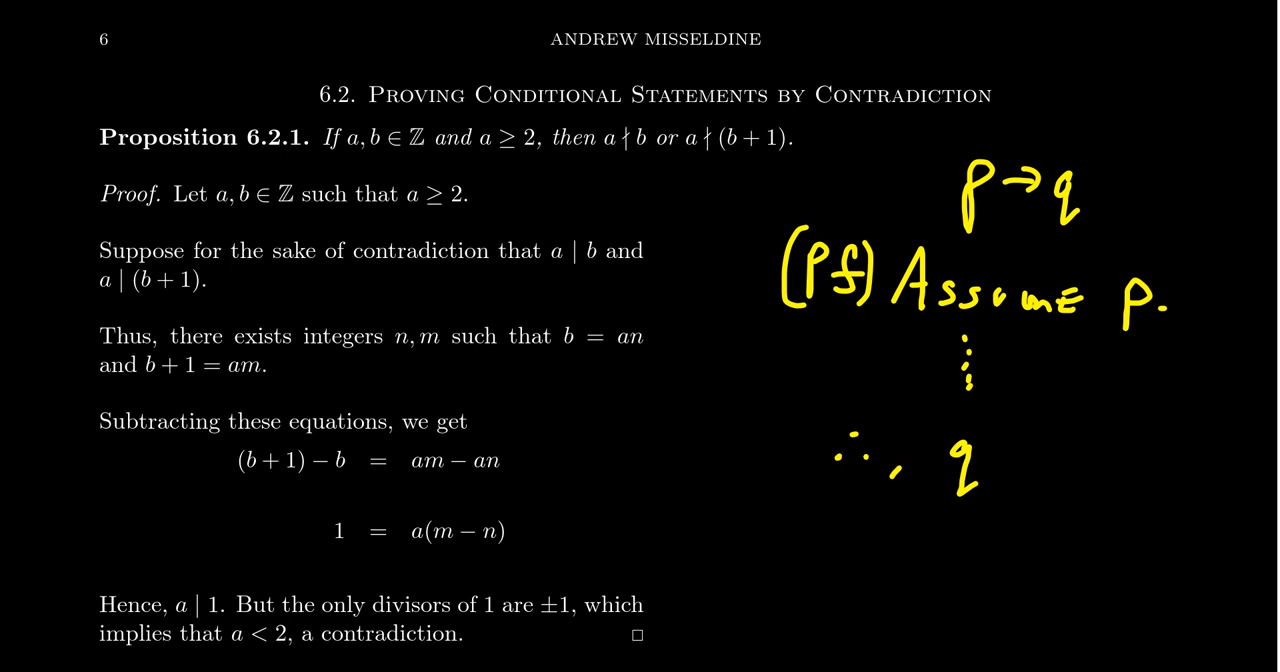 6
ANDREW MISSELDINE
6.2. PROVING CONDITIONAL STATEMENTS BY CONTRADICTION
Proposition 6.2.1. If a, b ∈ ℤ and a ≥ 2, then a ∤ b or a ∤ (b + 1).
Proof. Let a, b ∈ ℤ such that a ≥ 2.
Suppose for the sake of contradiction that a | b and
a | (b + 1).
Thus, there exists integers n, m such that b = an
and b + 1 = am.
Subtracting these equations, we get
(b + 1) − b = am − an
1 = a(m − n)
Hence, a | 1. But the only divisors of 1 are ±1, which
implies that a < 2, a contradiction. □
p → q
(Pf) Assume p.
⋮
∴, q